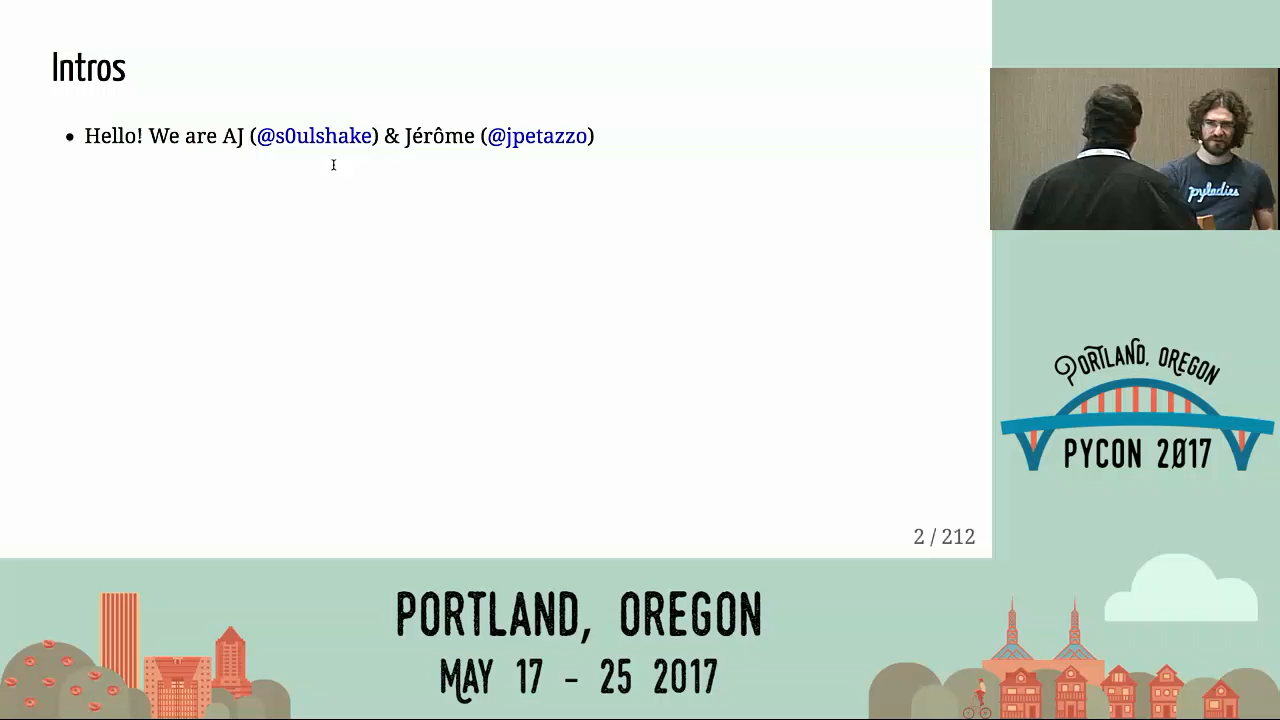 Intros
• Hello! We are AJ (@s0ulshake) & Jérôme (@jpetazzo)
pyladies
PORTLAND, OREGON
PYCON 2017
2 / 212
PORTLAND, OREGON
MAY 17 - 25 2017